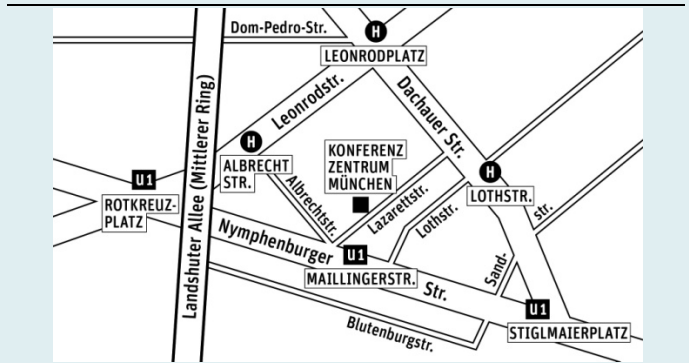 Dom-Pedro-Str.
H
LEONRODPLATZ
Landshuter Allee (Mittlerer Ring)
Leonrodstr.
Dachauer Str.
H
ALBRECHT
STR.
KONFERENZ
ZENTRUM
MÜNCHEN
U1
ROTKREUZ-
PLATZ
Albrechtstr.
Lazarettstr.
Lothstr.
H
LOTHSTR.
Nymphenburger
Str.
U1
MAILLINGERSTR.
Sand-
str.
U1
STIGLMAIERPLATZ
Blutenburgstr.